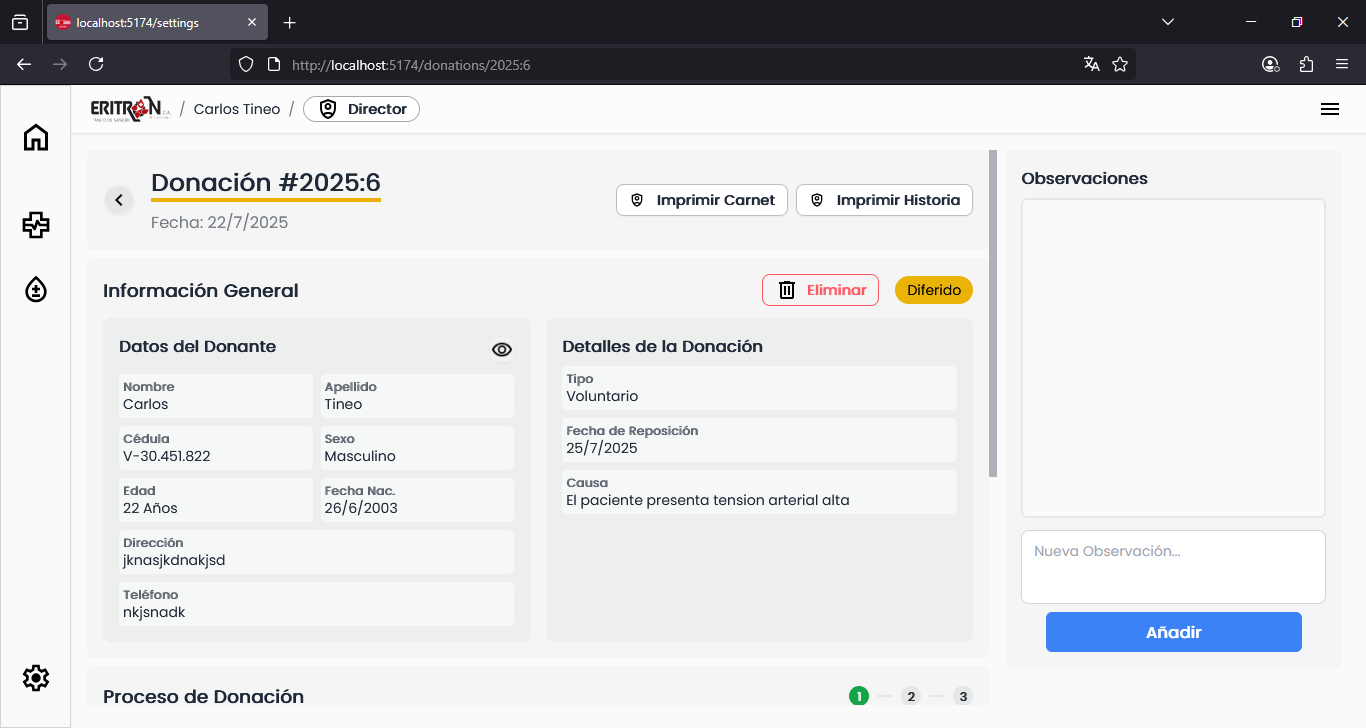 localhost:5174/settings
http://localhost:5174/donations/2025:6
ERITRON / Carlos Tineo / Director
Donación #2025:6
Fecha: 22/7/2025
Imprimir Carnet
Imprimir Historia
Información General
Eliminar
Diferido
Datos del Donante
Nombre
Carlos
Apellido
Tineo
Cédula
V-30.451.822
Sexo
Masculino
Edad
22 Años
Fecha Nac.
26/6/2003
Dirección
jknasjkdnakjsd
Teléfono
nkjsnadk
Detalles de la Donación
Tipo
Voluntario
Fecha de Reposición
25/7/2025
Causa
El paciente presenta tension arterial alta
Proceso de Donación
1 2 3
Observaciones
Nueva Observación...
Añadir